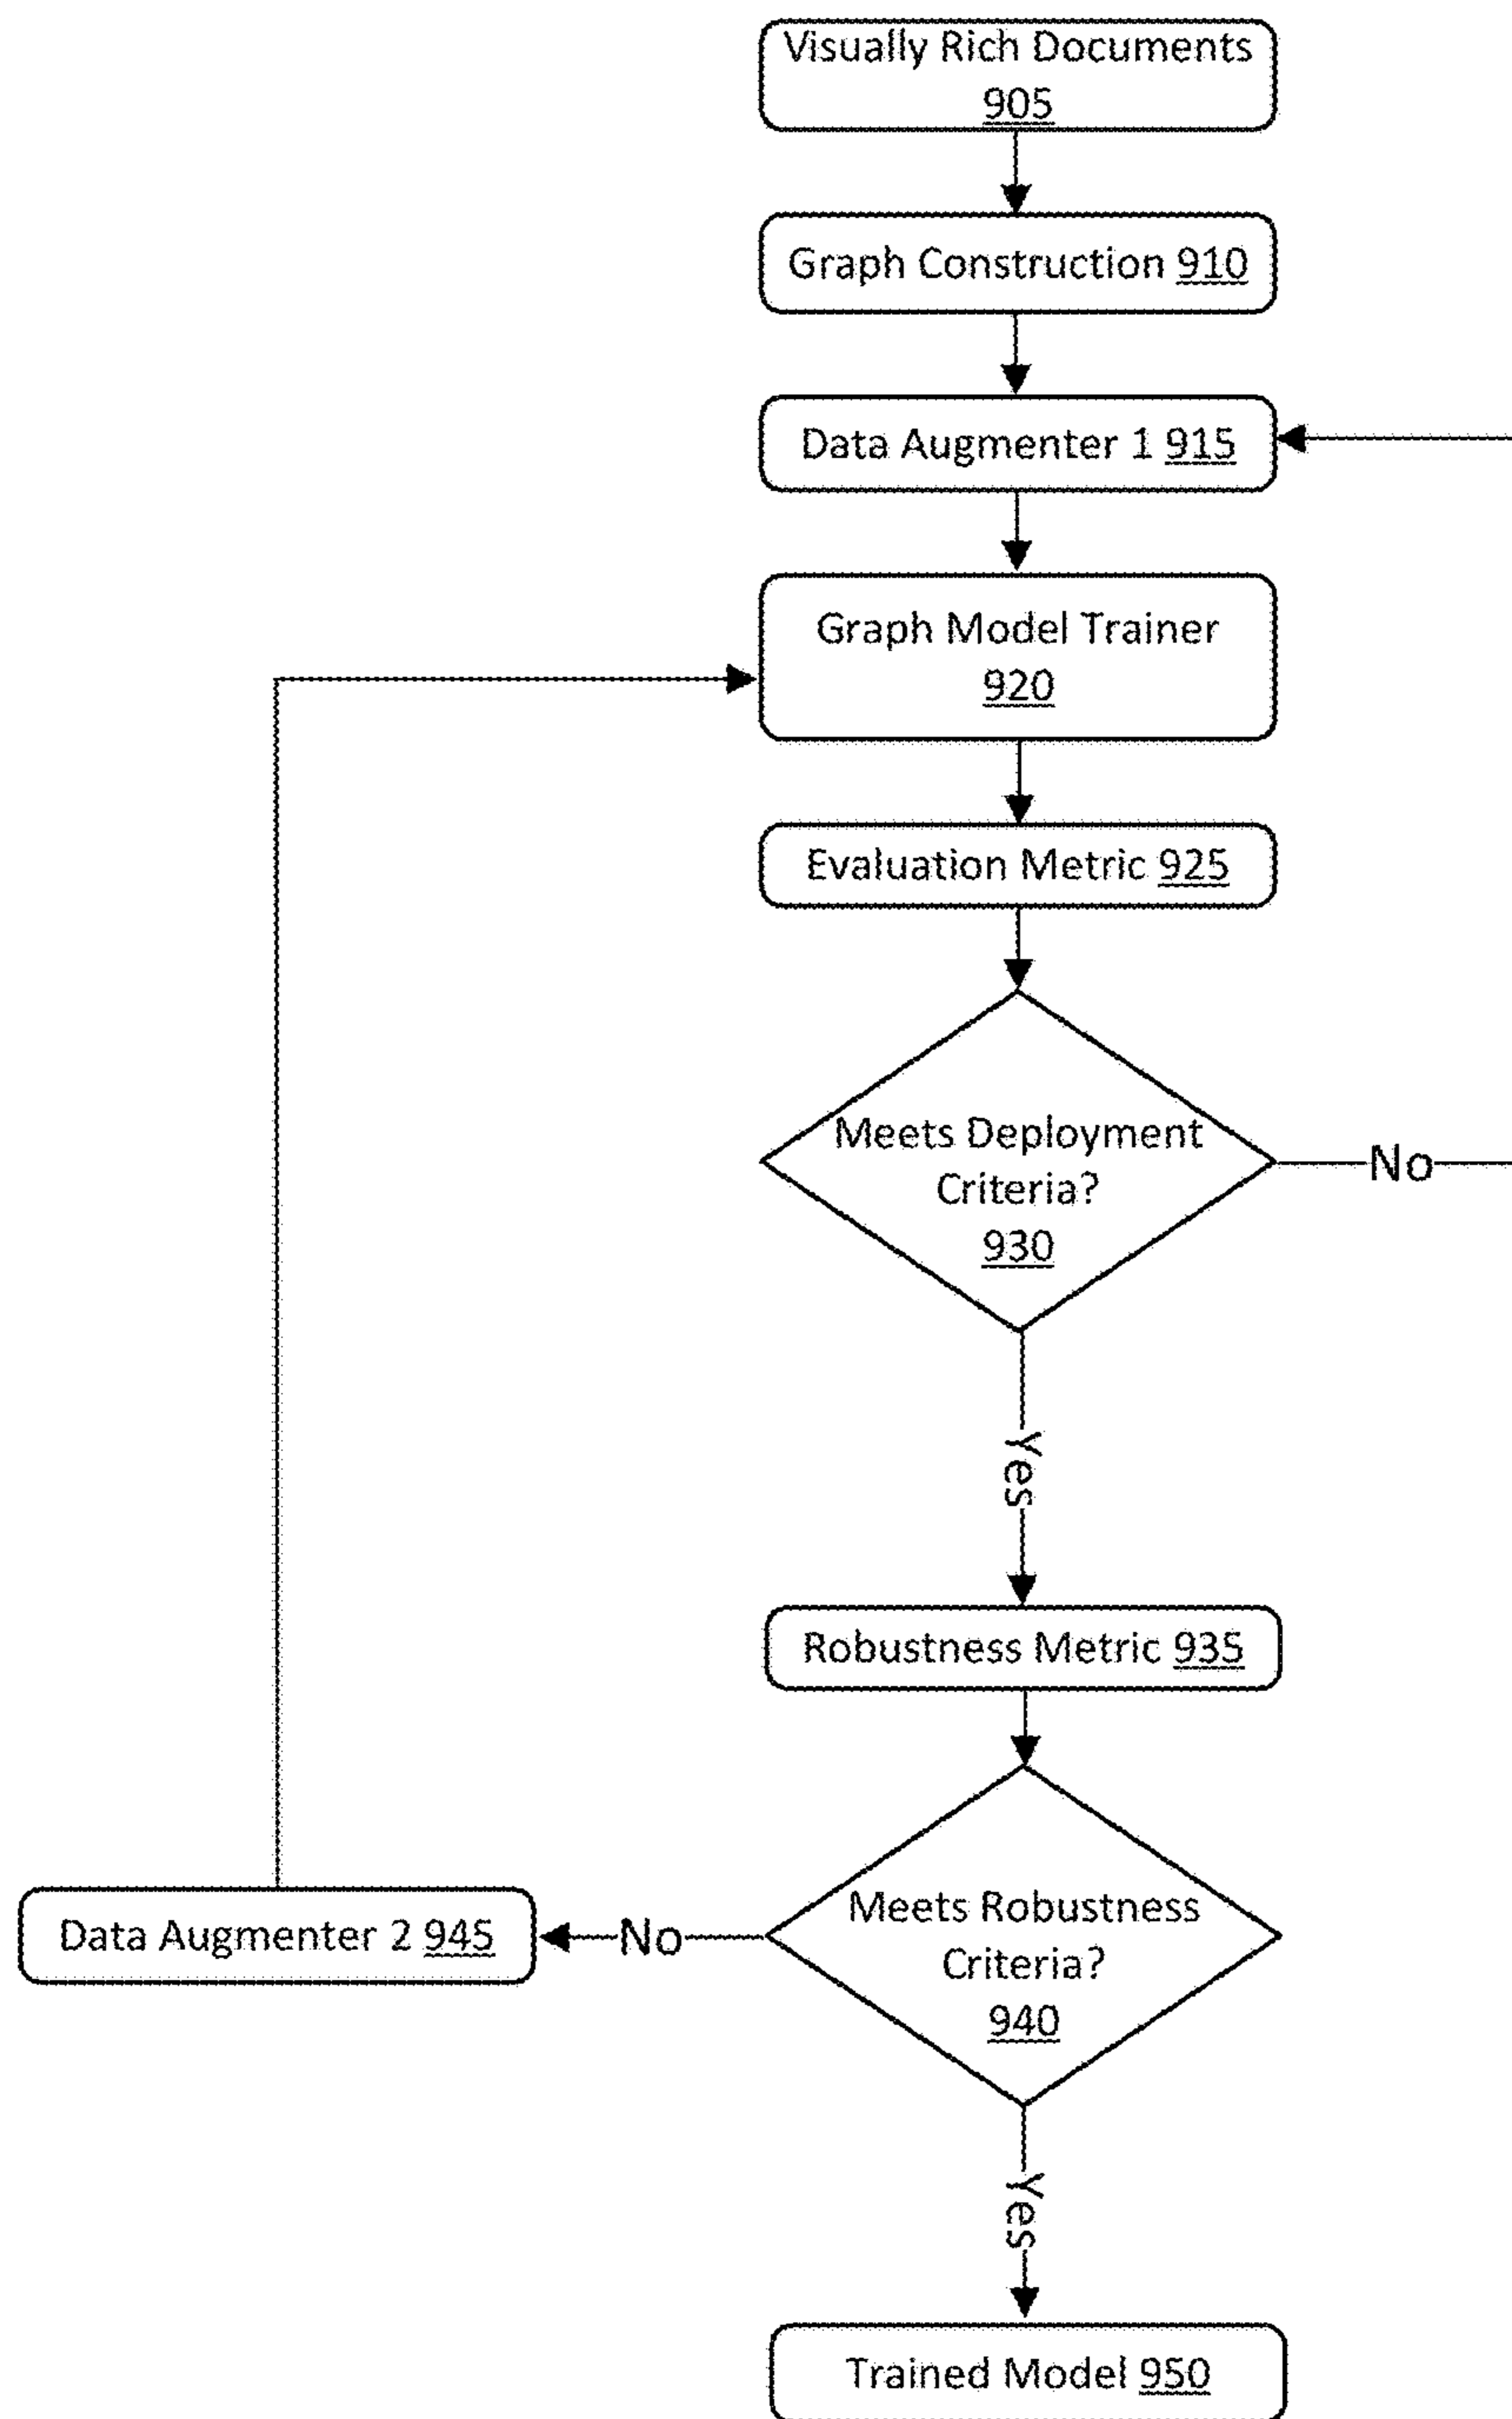 Visually Rich Documents
905
Graph Construction 910
Data Augmenter 1 915
Graph Model Trainer
920
Evaluation Metric 925
Meets Deployment
Criteria?
930
No
Yes
Robustness Metric 935
Meets Robustness
Criteria?
940
No
Data Augmenter 2 945
Yes
Trained Model 950